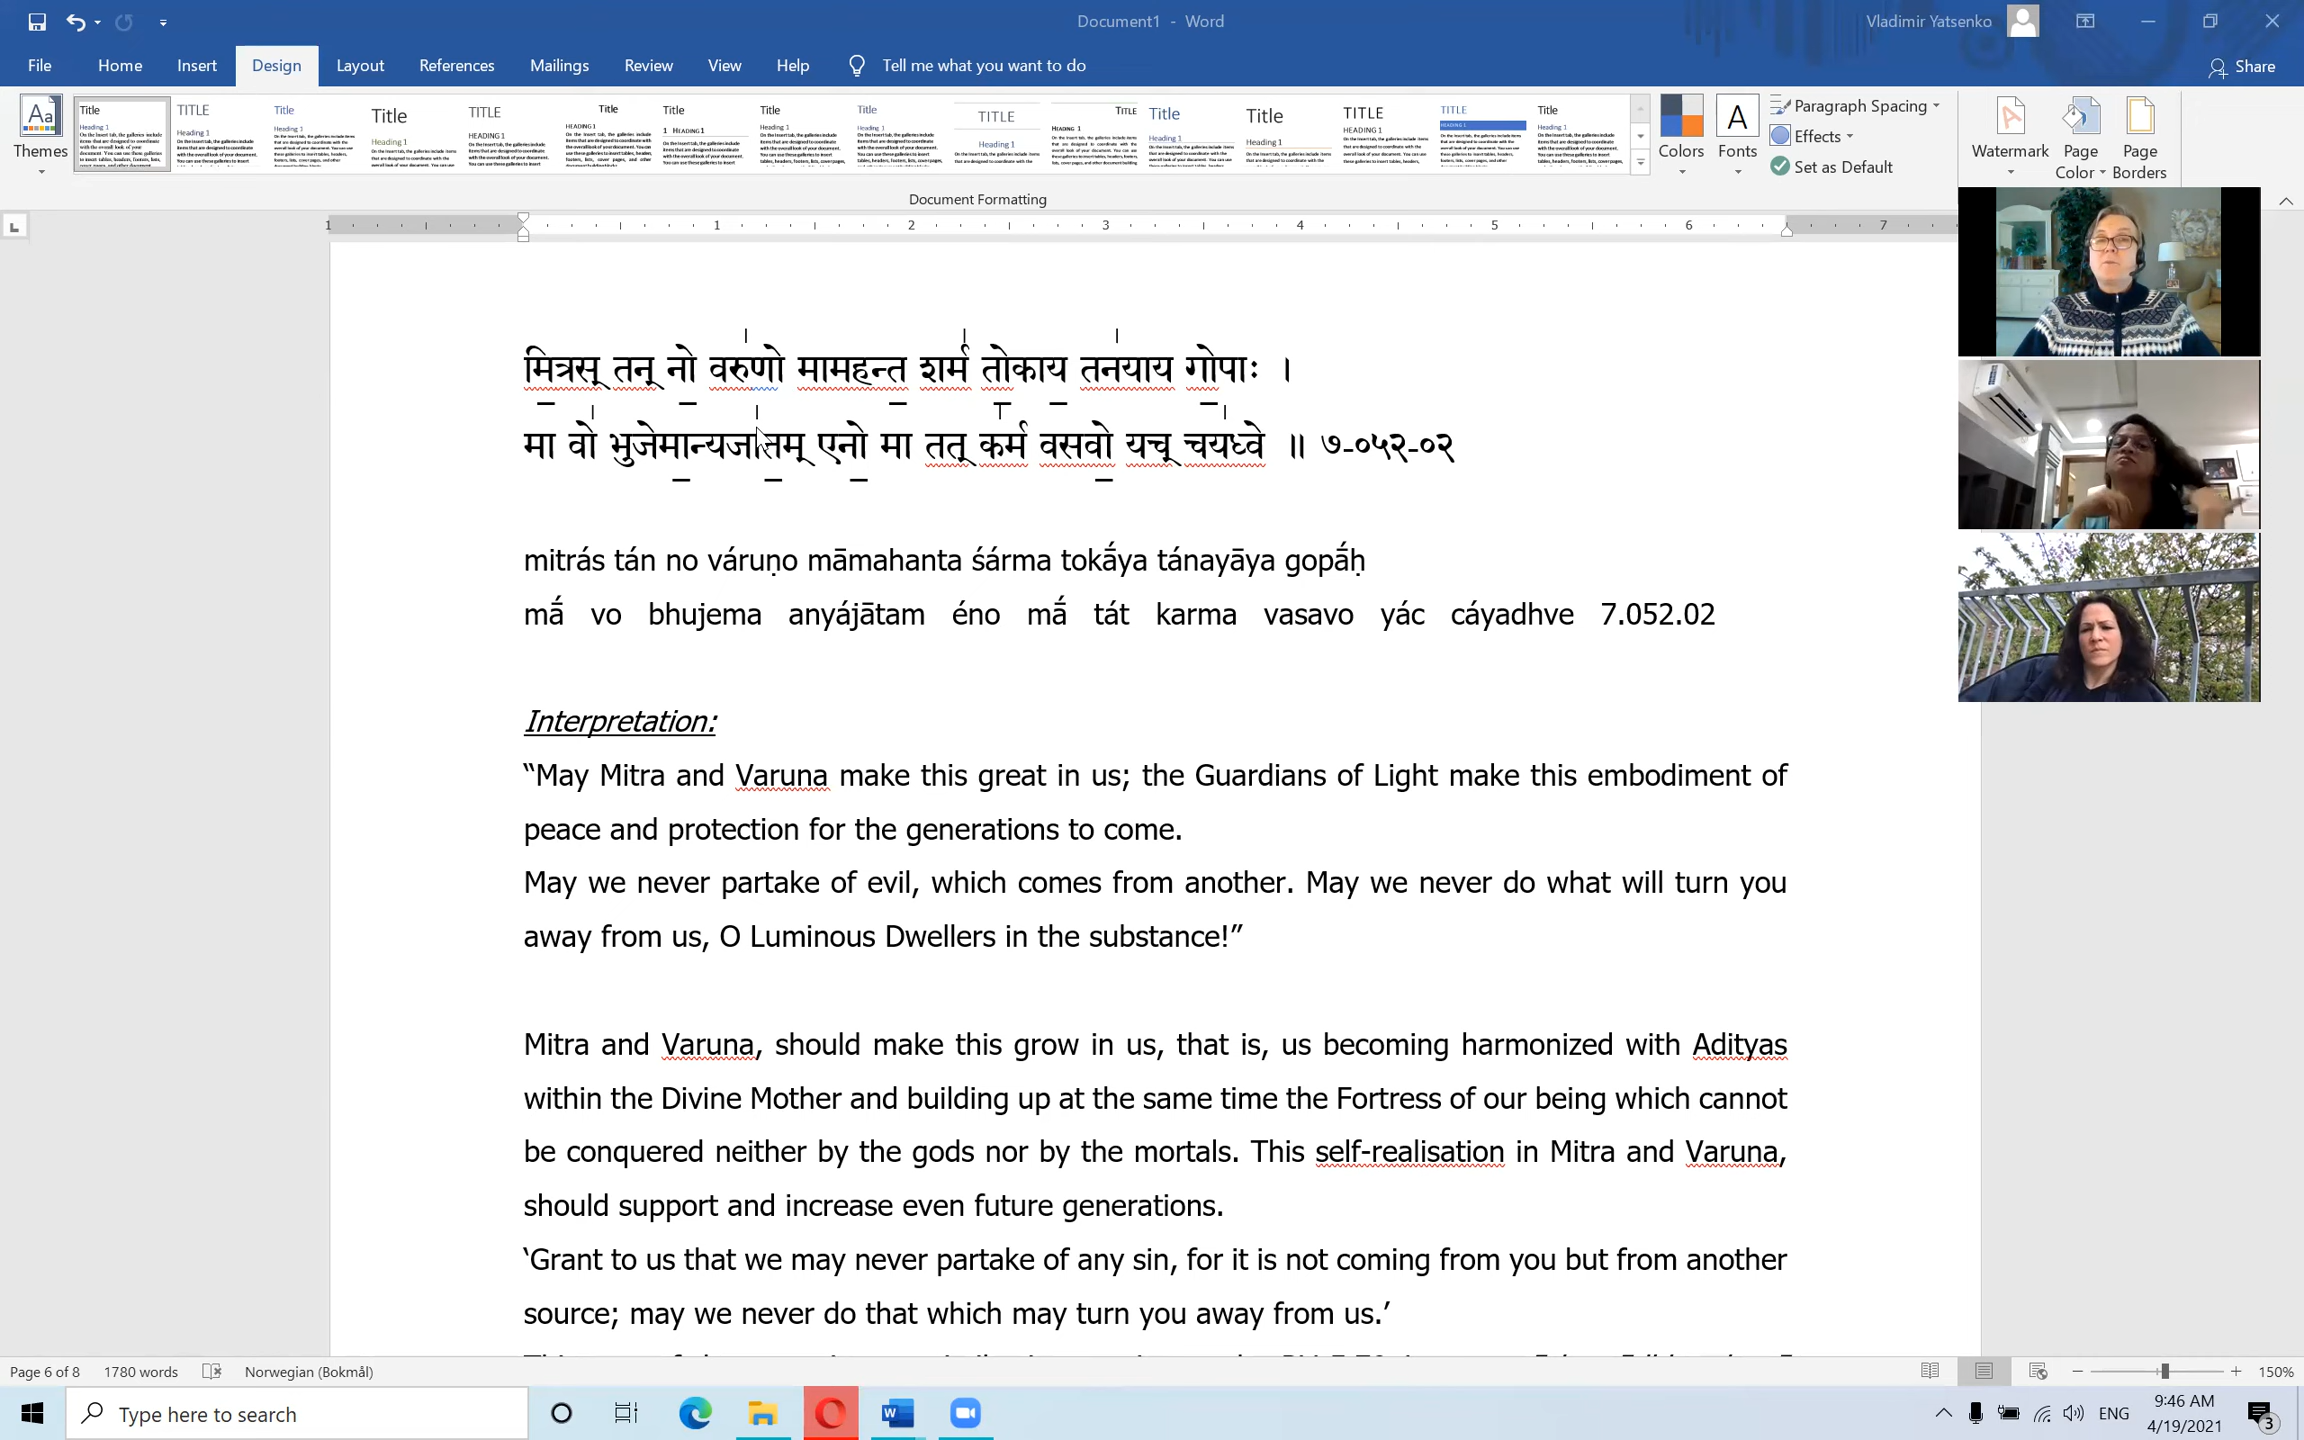 Document1 - Word
Vladimir Yatsenko
File Home Insert Design Layout References Mailings Review View Help Tell me what you want to do
Share
Themes
Paragraph Spacing
Effects
Set as Default
Colors Fonts Watermark Page Color Page Borders
Document Formatting
मित्रस् तन् नो वरुणो मामहन्त शर्म तोकाय तनयाय गोपाः ।
मा वो भुजेमान्यजातम् एनो मा तत् कर्म वसवो यच् चयध्वे ॥ ७-०५२-०२
mitrás tán no váruṇo māmahanta śárma tokā́ya tánayāya gopā́ḥ
mā́ vo bhujema anyájātam éno mā́ tát karma vasavo yác cáyadhve 7.052.02
Interpretation:
“May Mitra and Varuna make this great in us; the Guardians of Light make this embodiment of
peace and protection for the generations to come.
May we never partake of evil, which comes from another. May we never do what will turn you
away from us, O Luminous Dwellers in the substance!”
Mitra and Varuna, should make this grow in us, that is, us becoming harmonized with Adityas
within the Divine Mother and building up at the same time the Fortress of our being which cannot
be conquered neither by the gods nor by the mortals. This self-realisation in Mitra and Varuna,
should support and increase even future generations.
‘Grant to us that we may never partake of any sin, for it is not coming from you but from another
source; may we never do that which may turn you away from us.’
Page 6 of 8 1780 words Norwegian (Bokmål) 150%
Type here to search
ENG
9:46 AM
4/19/2021
3